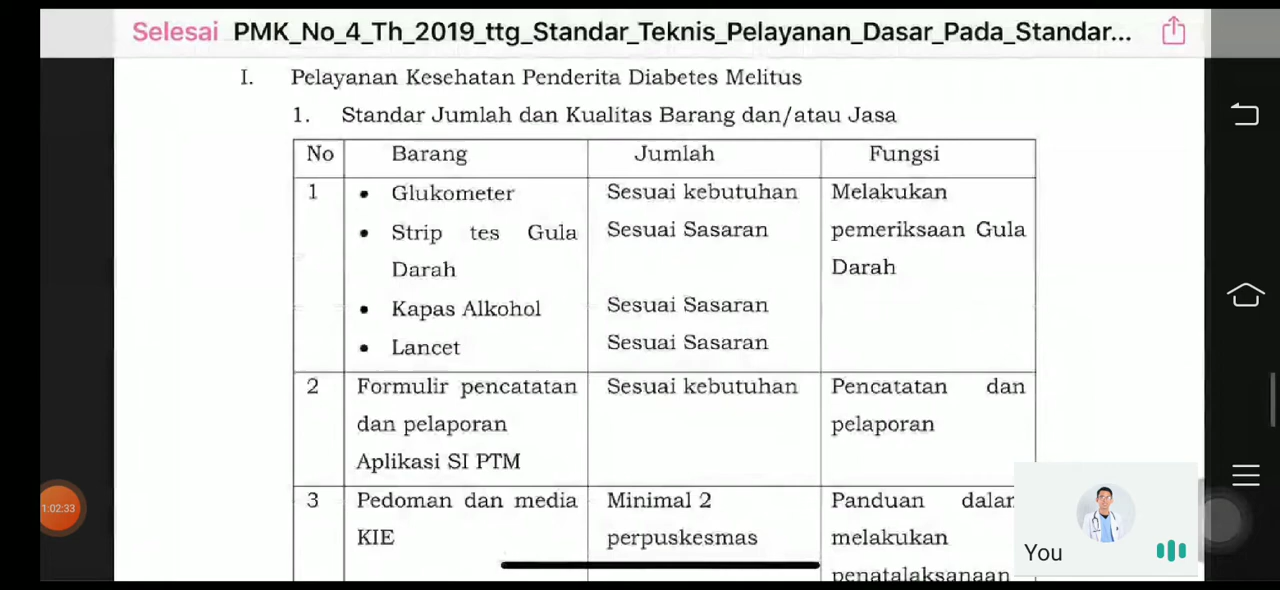 Selesai PMK_No_4_Th_2019_ttg_Standar_Teknis_Pelayanan_Dasar_Pada_Standar...
I. Pelayanan Kesehatan Penderita Diabetes Melitus
1. Standar Jumlah dan Kualitas Barang dan/atau Jasa
No Barang Jumlah Fungsi
1 • Glukometer Sesuai kebutuhan Melakukan
• Strip tes Gula Sesuai Sasaran pemeriksaan Gula
Darah Darah
• Kapas Alkohol Sesuai Sasaran
• Lancet Sesuai Sasaran
2 Formulir pencatatan Sesuai kebutuhan Pencatatan dan
dan pelaporan pelaporan
Aplikasi SI PTM
3 Pedoman dan media Minimal 2 Panduan dalam
KIE perpuskesmas melakukan
penatalaksanaan
1:02:33
You